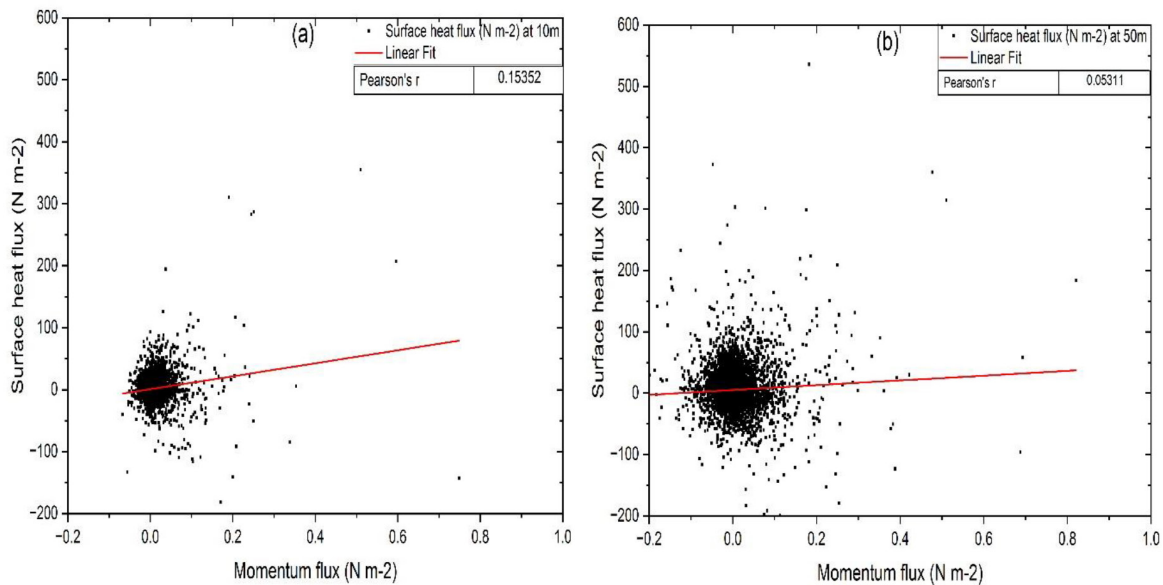 (a)
Surface heat flux (N m-2) at 10m
Linear Fit
Pearson's r 0.15352
600
500
400
300
200
100
0
−100
−200
−0.2 0.0 0.2 0.4 0.6 0.8 1.0
Surface heat flux (N m-2)
Momentum flux (N m-2)
(b)
Surface heat flux (N m-2) at 50m
Linear Fit
Pearson's r 0.05311
600
500
400
300
200
100
0
−100
−200
−0.2 0.0 0.2 0.4 0.6 0.8 1.0
Surface heat flux (N m-2)
Momentum flux (N m-2)